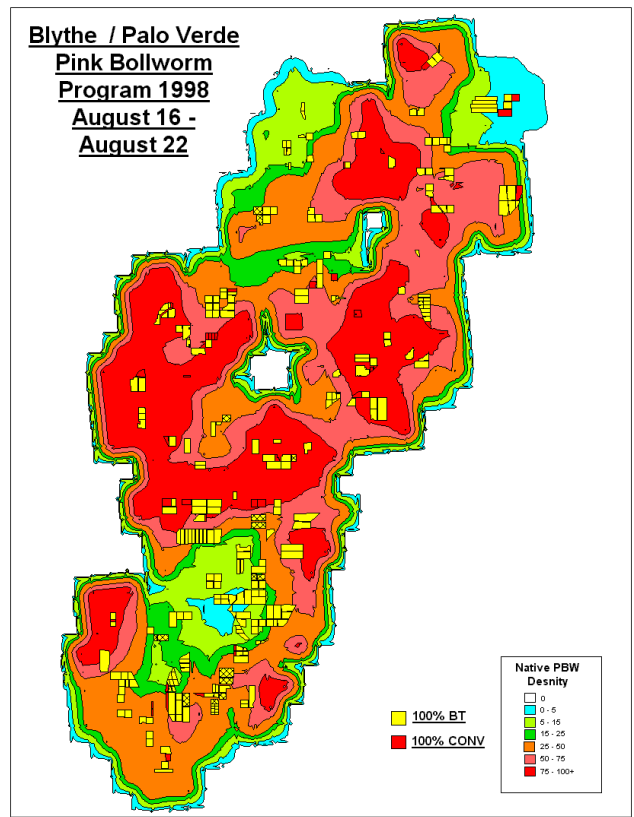 Blythe / Palo Verde
Pink Bollworm
Program 1998
August 16 -
August 22
100% BT
100% CONV
Native PBW
Desnity
0
0 - 5
5 - 15
15 - 25
25 - 50
50 - 75
75 - 100+